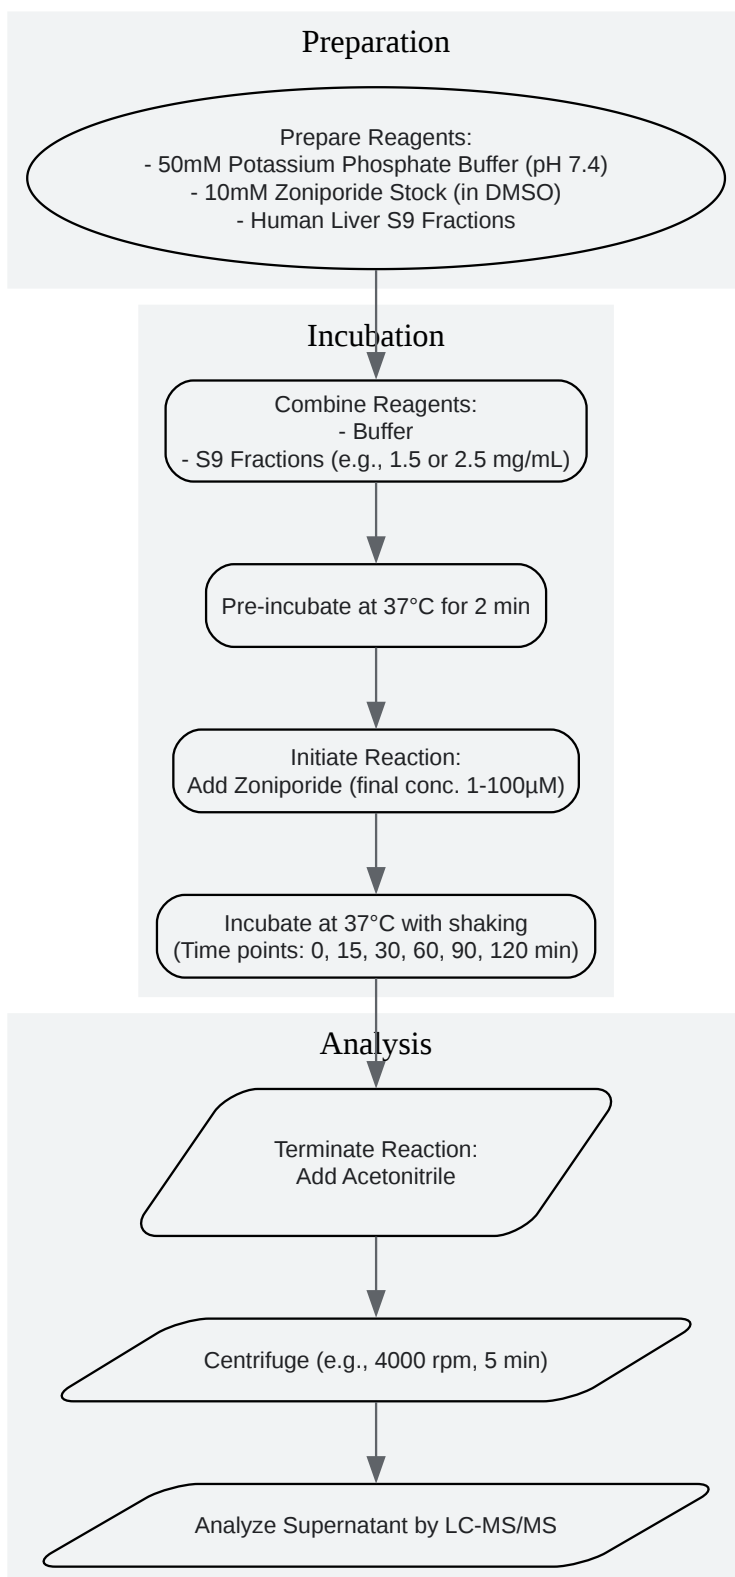 Preparation
Prepare Reagents:
- 50mM Potassium Phosphate Buffer (pH 7.4)
- 10mM Zoniporide Stock (in DMSO)
- Human Liver S9 Fractions
Incubation
Combine Reagents:
- Buffer
- S9 Fractions (e.g., 1.5 or 2.5 mg/mL)
Pre-incubate at 37°C for 2 min
Initiate Reaction:
Add Zoniporide (final conc. 1-100µM)
Incubate at 37°C with shaking
(Time points: 0, 15, 30, 60, 90, 120 min)
Analysis
Terminate Reaction:
Add Acetonitrile
Centrifuge (e.g., 4000 rpm, 5 min)
Analyze Supernatant by LC-MS/MS